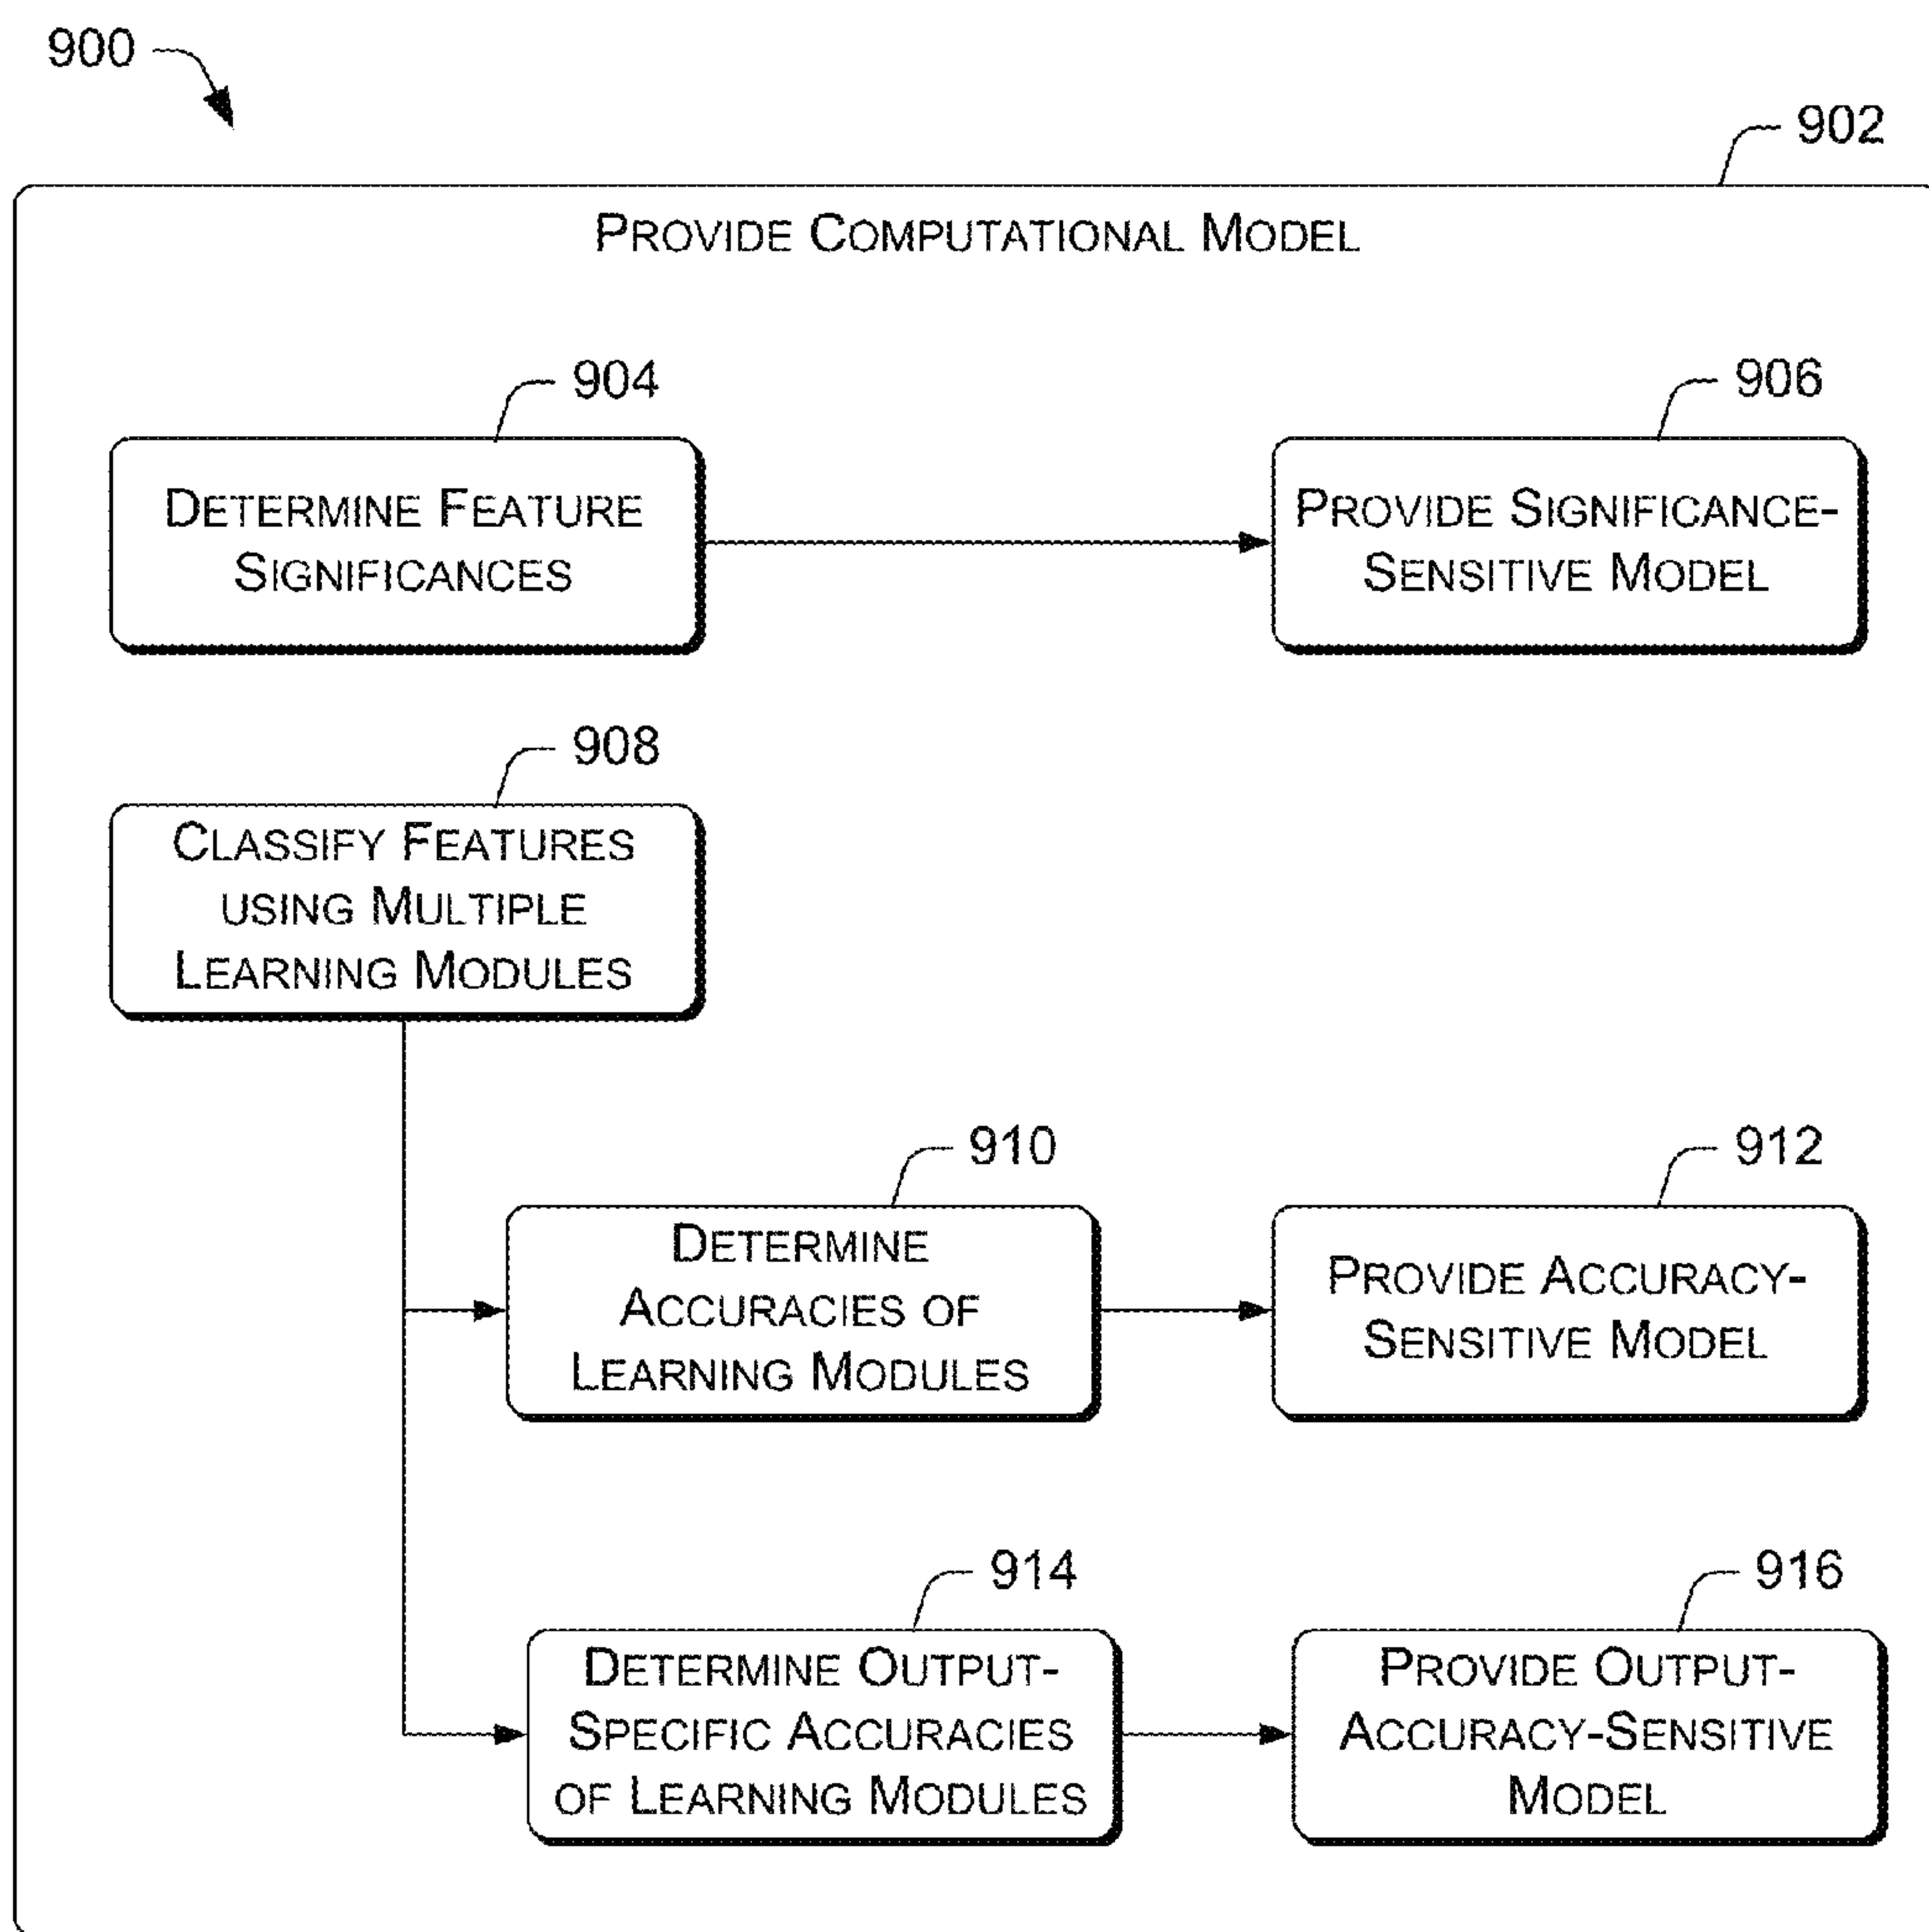 900
902
PROVIDE COMPUTATIONAL MODEL
904
DETERMINE FEATURE
SIGNIFICANCES
906
PROVIDE SIGNIFICANCE-
SENSITIVE MODEL
908
CLASSIFY FEATURES
USING MULTIPLE
LEARNING MODULES
910
DETERMINE
ACCURACIES OF
LEARNING MODULES
912
PROVIDE ACCURACY-
SENSITIVE MODEL
914
DETERMINE OUTPUT-
SPECIFIC ACCURACIES
OF LEARNING MODULES
916
PROVIDE OUTPUT-
ACCURACY-SENSITIVE
MODEL